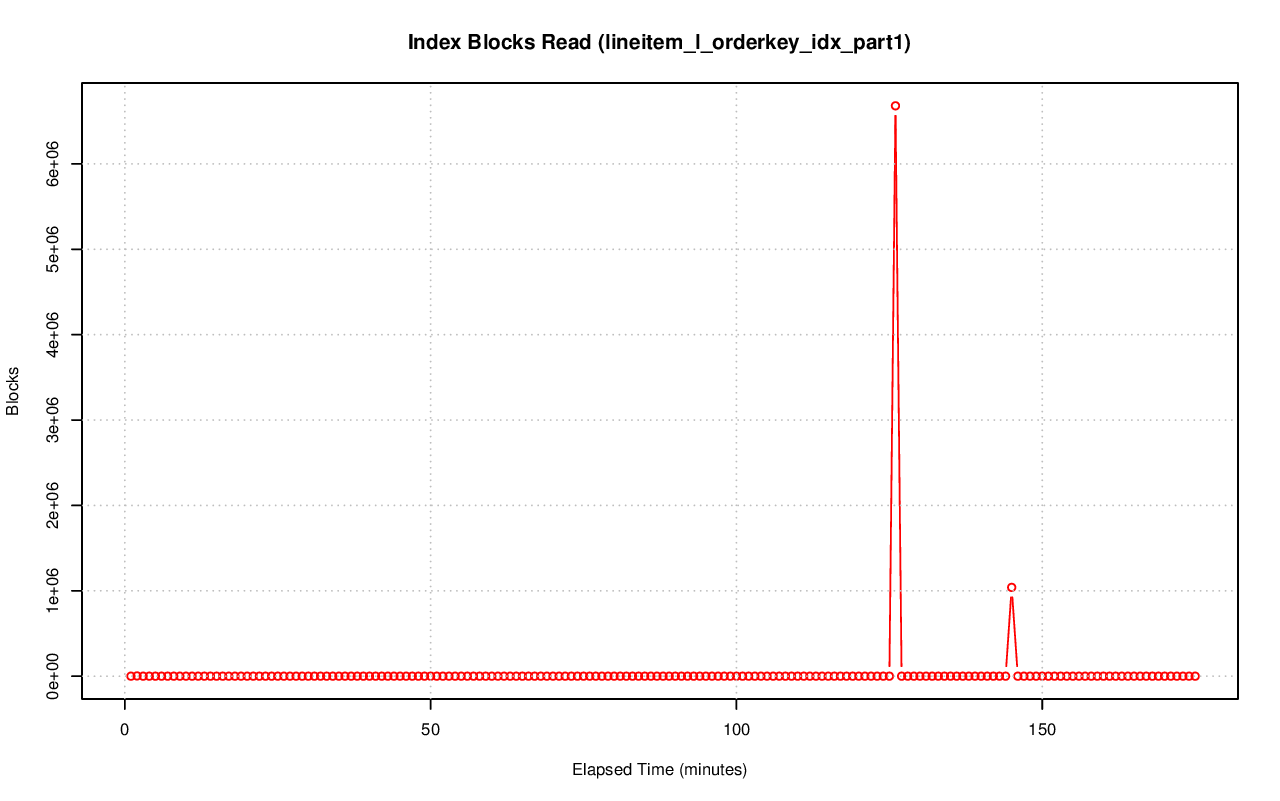 Index Blocks Read (lineitem_l_orderkey_idx_part1)
Blocks
6e+06
5e+06
4e+06
3e+06
2e+06
1e+06
0e+00
0 50 100 150
Elapsed Time (minutes)